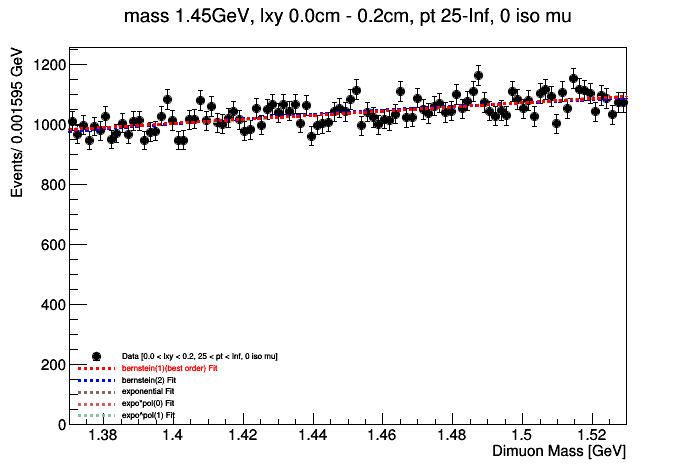 mass 1.45GeV, lxy 0.0cm - 0.2cm, pt 25-Inf, 0 iso mu
Events/ 0.001595 GeV
1200
1000
800
600
400
200
0
Data [0.0 < lxy < 0.2, 25 < pt < Inf, 0 iso mu]
bernstein(1)(best order) Fit
bernstein(2) Fit
exponential Fit
expo*pol(0) Fit
expo*pol(1) Fit
1.38 1.4 1.42 1.44 1.46 1.48 1.5 1.52
Dimuon Mass [GeV]